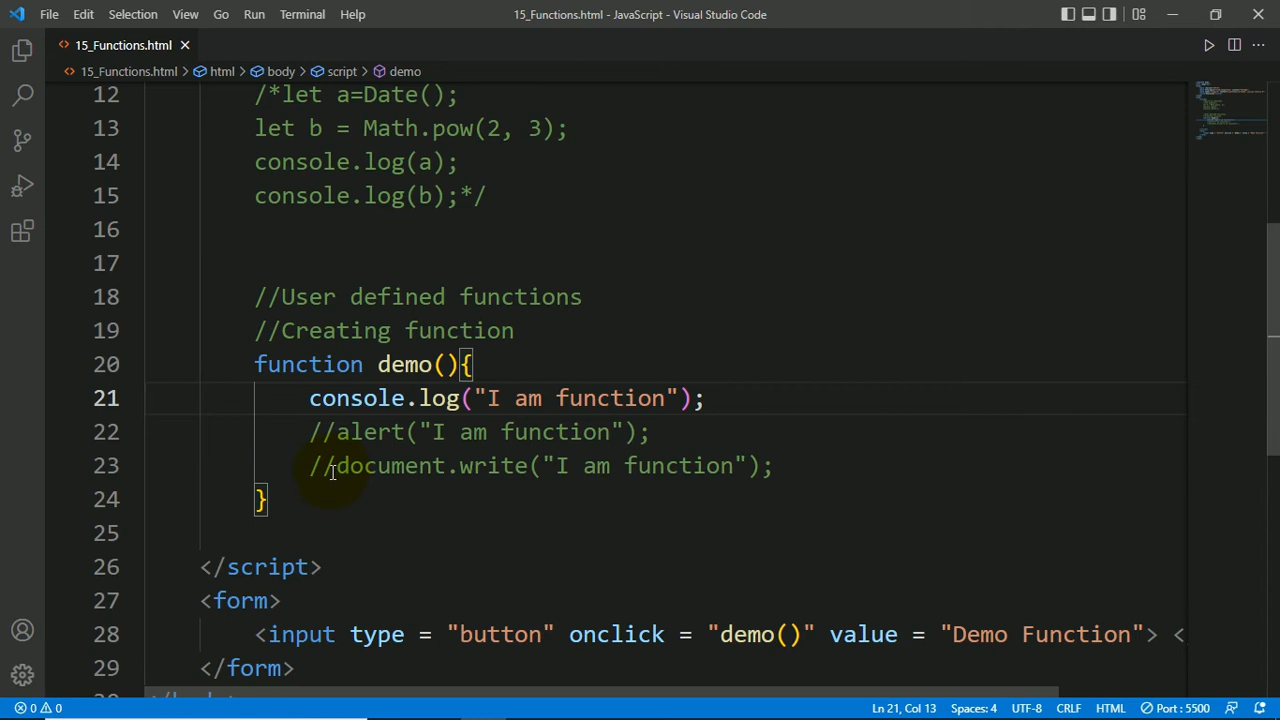 File Edit Selection View Go Run Terminal Help 15_Functions.html - JavaScript - Visual Studio Code
<> 15_Functions.html
<> 15_Functions.html > html > body > script > demo
12 /*let a=Date();
13 let b = Math.pow(2, 3);
14 console.log(a);
15 console.log(b);*/
16
17
18 //User defined functions
19 //Creating function
20 function demo(){
21 console.log("I am function");
22 //alert("I am function");
23 //document.write("I am function");
24 }
25
26 </script>
27 <form>
28 <input type = "button" onclick = "demo()" value = "Demo Function"> <
29 </form>
0 0 Ln 21, Col 13 Spaces: 4 UTF-8 CRLF HTML Port : 5500